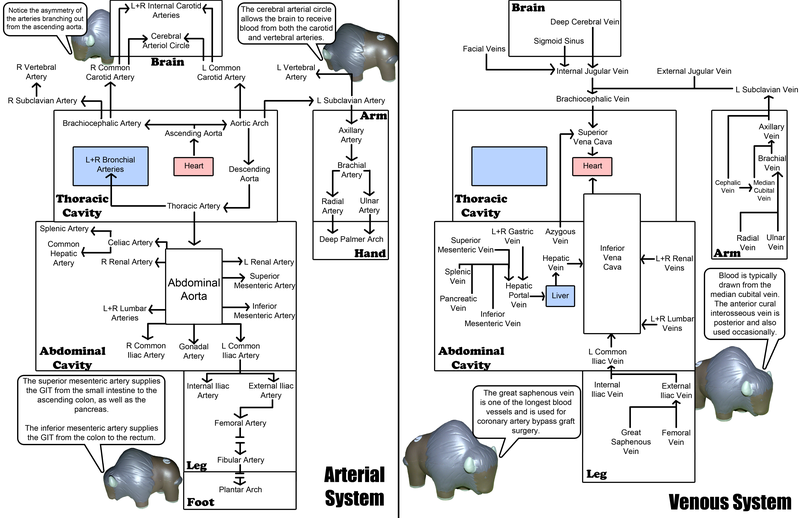 Notice the asymmetry of
the arteries branching out
from the ascending aorta.
L+R Internal Carotid
Arteries
Cerebral
Arteriol Circle
Brain
The cerebral arterial circle
allows the brain to receive
blood from both the carotid
and vertebral arteries.
R Vertebral
Artery
R Common
Carotid Artery
L Common
Carotid Artery
L Vertebral
Artery
R Subclavian Artery
L Subclavian Artery
Brachiocephalic Artery
Aortic Arch
Ascending Aorta
L+R Bronchial
Arteries
Heart
Descending
Aorta
Thoracic
Cavity
Thoracic Artery
Arm
Axillary
Artery
Brachial
Artery
Radial
Artery
Ulnar
Artery
Deep Palmer Arch
Hand
Splenic Artery
Common
Hepatic
Artery
Celiac Artery
R Renal Artery
L Renal Artery
Abdominal
Aorta
Superior
Mesenteric Artery
L+R Lumbar
Arteries
Inferior
Mesenteric Artery
R Common
Iliac Artery
Gonadal
Artery
L Common
Iliac Artery
Abdominal
Cavity
The superior mesenteric artery supplies
the GIT from the small intestine to the
ascending colon, as well as the
pancreas.
The inferior mesenteric artery supplies
the GIT from the colon to the rectum.
Internal Iliac
Artery
External Iliac
Artery
Femoral Artery
Fibular Artery
Leg
Plantar Arch
Foot
Arterial
System
Brain
Deep Cerebral Vein
Sigmoid Sinus
Facial Veins
Internal Jugular Vein
External Jugular Vein
Brachiocephalic Vein
L Subclavian Vein
Superior
Vena Cava
Heart
Thoracic
Cavity
Axillary
Vein
Brachial
Vein
Cephalic
Vein
Median
Cubital
Vein
Radial
Vein
Ulnar
Vein
Arm
L+R Gastric
Vein
Azygous
Vein
Superior
Mesenteric Vein
Inferior
Vena
Cava
Splenic
Vein
Hepatic
Vein
L+R Renal
Veins
Pancreatic
Vein
Hepatic
Portal
Vein
Liver
Inferior
Mesenteric Vein
L+R Lumbar
Veins
L Common
Iliac Vein
Abdominal
Cavity
Blood is typically
drawn from the
median cubital vein.
The anterior cural
interosseous vein is
posterior and also
used occasionally.
The great saphenous vein
is one of the longest blood
vessels and is used for
coronary artery bypass graft
surgery.
Internal
Iliac Vein
External
Iliac Vein
Great
Saphenous
Vein
Femoral
Vein
Leg
Venous System